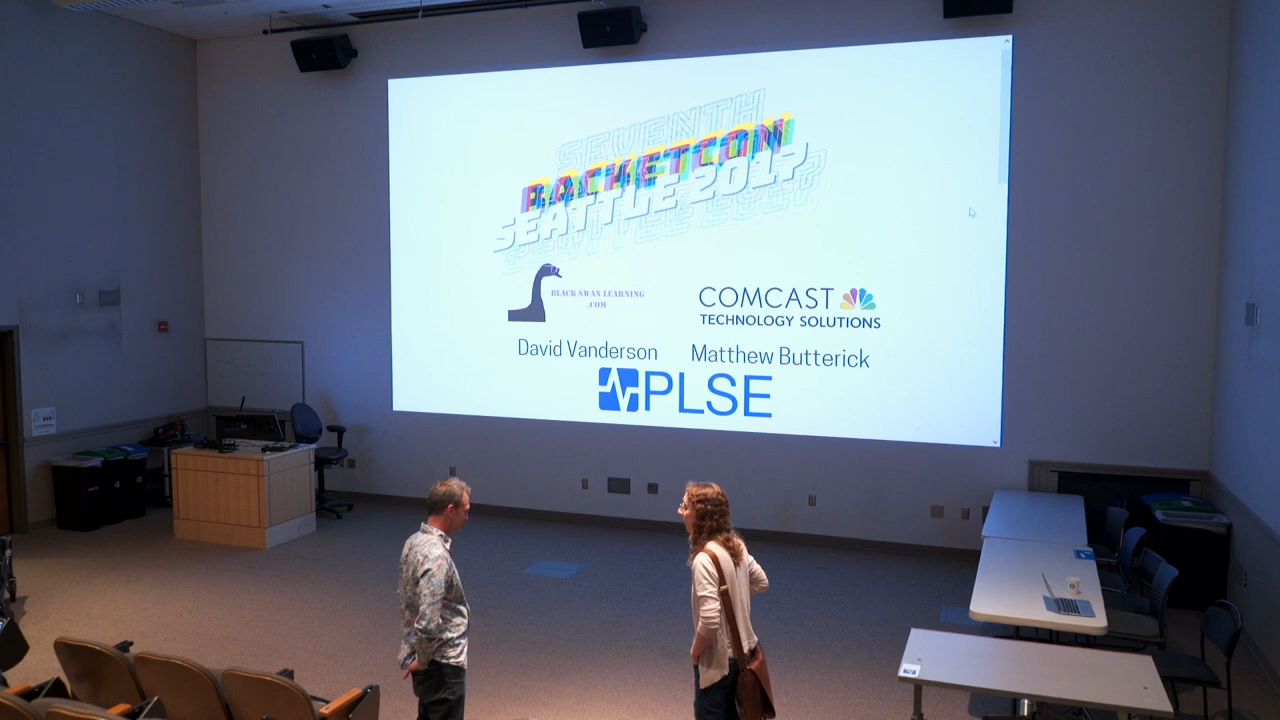 SEVENTH
RACKETCON
SEATTLE 2017
BLACK SWAN LEARNING
.COM
COMCAST
TECHNOLOGY SOLUTIONS
David Vanderson
Matthew Butterick
PLSE